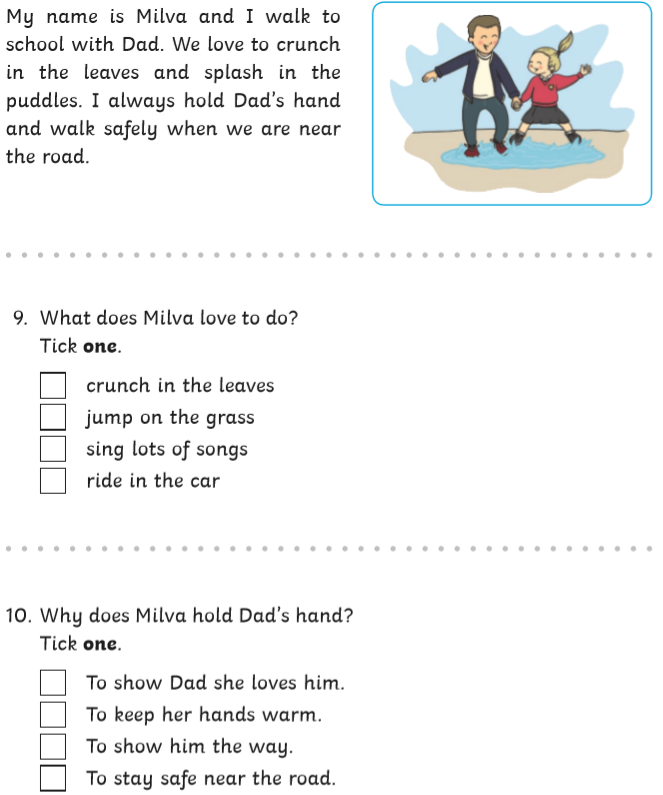 My name is Milva and I walk to
school with Dad. We love to crunch
in the leaves and splash in the
puddles. I always hold Dad's hand
and walk safely when we are near
the road.
9. What does Milva love to do?
Tick one.
crunch in the leaves
jump on the grass
sing lots of songs
ride in the car
10. Why does Milva hold Dad's hand?
Tick one.
To show Dad she loves him.
To keep her hands warm.
To show him the way.
To stay safe near the road.